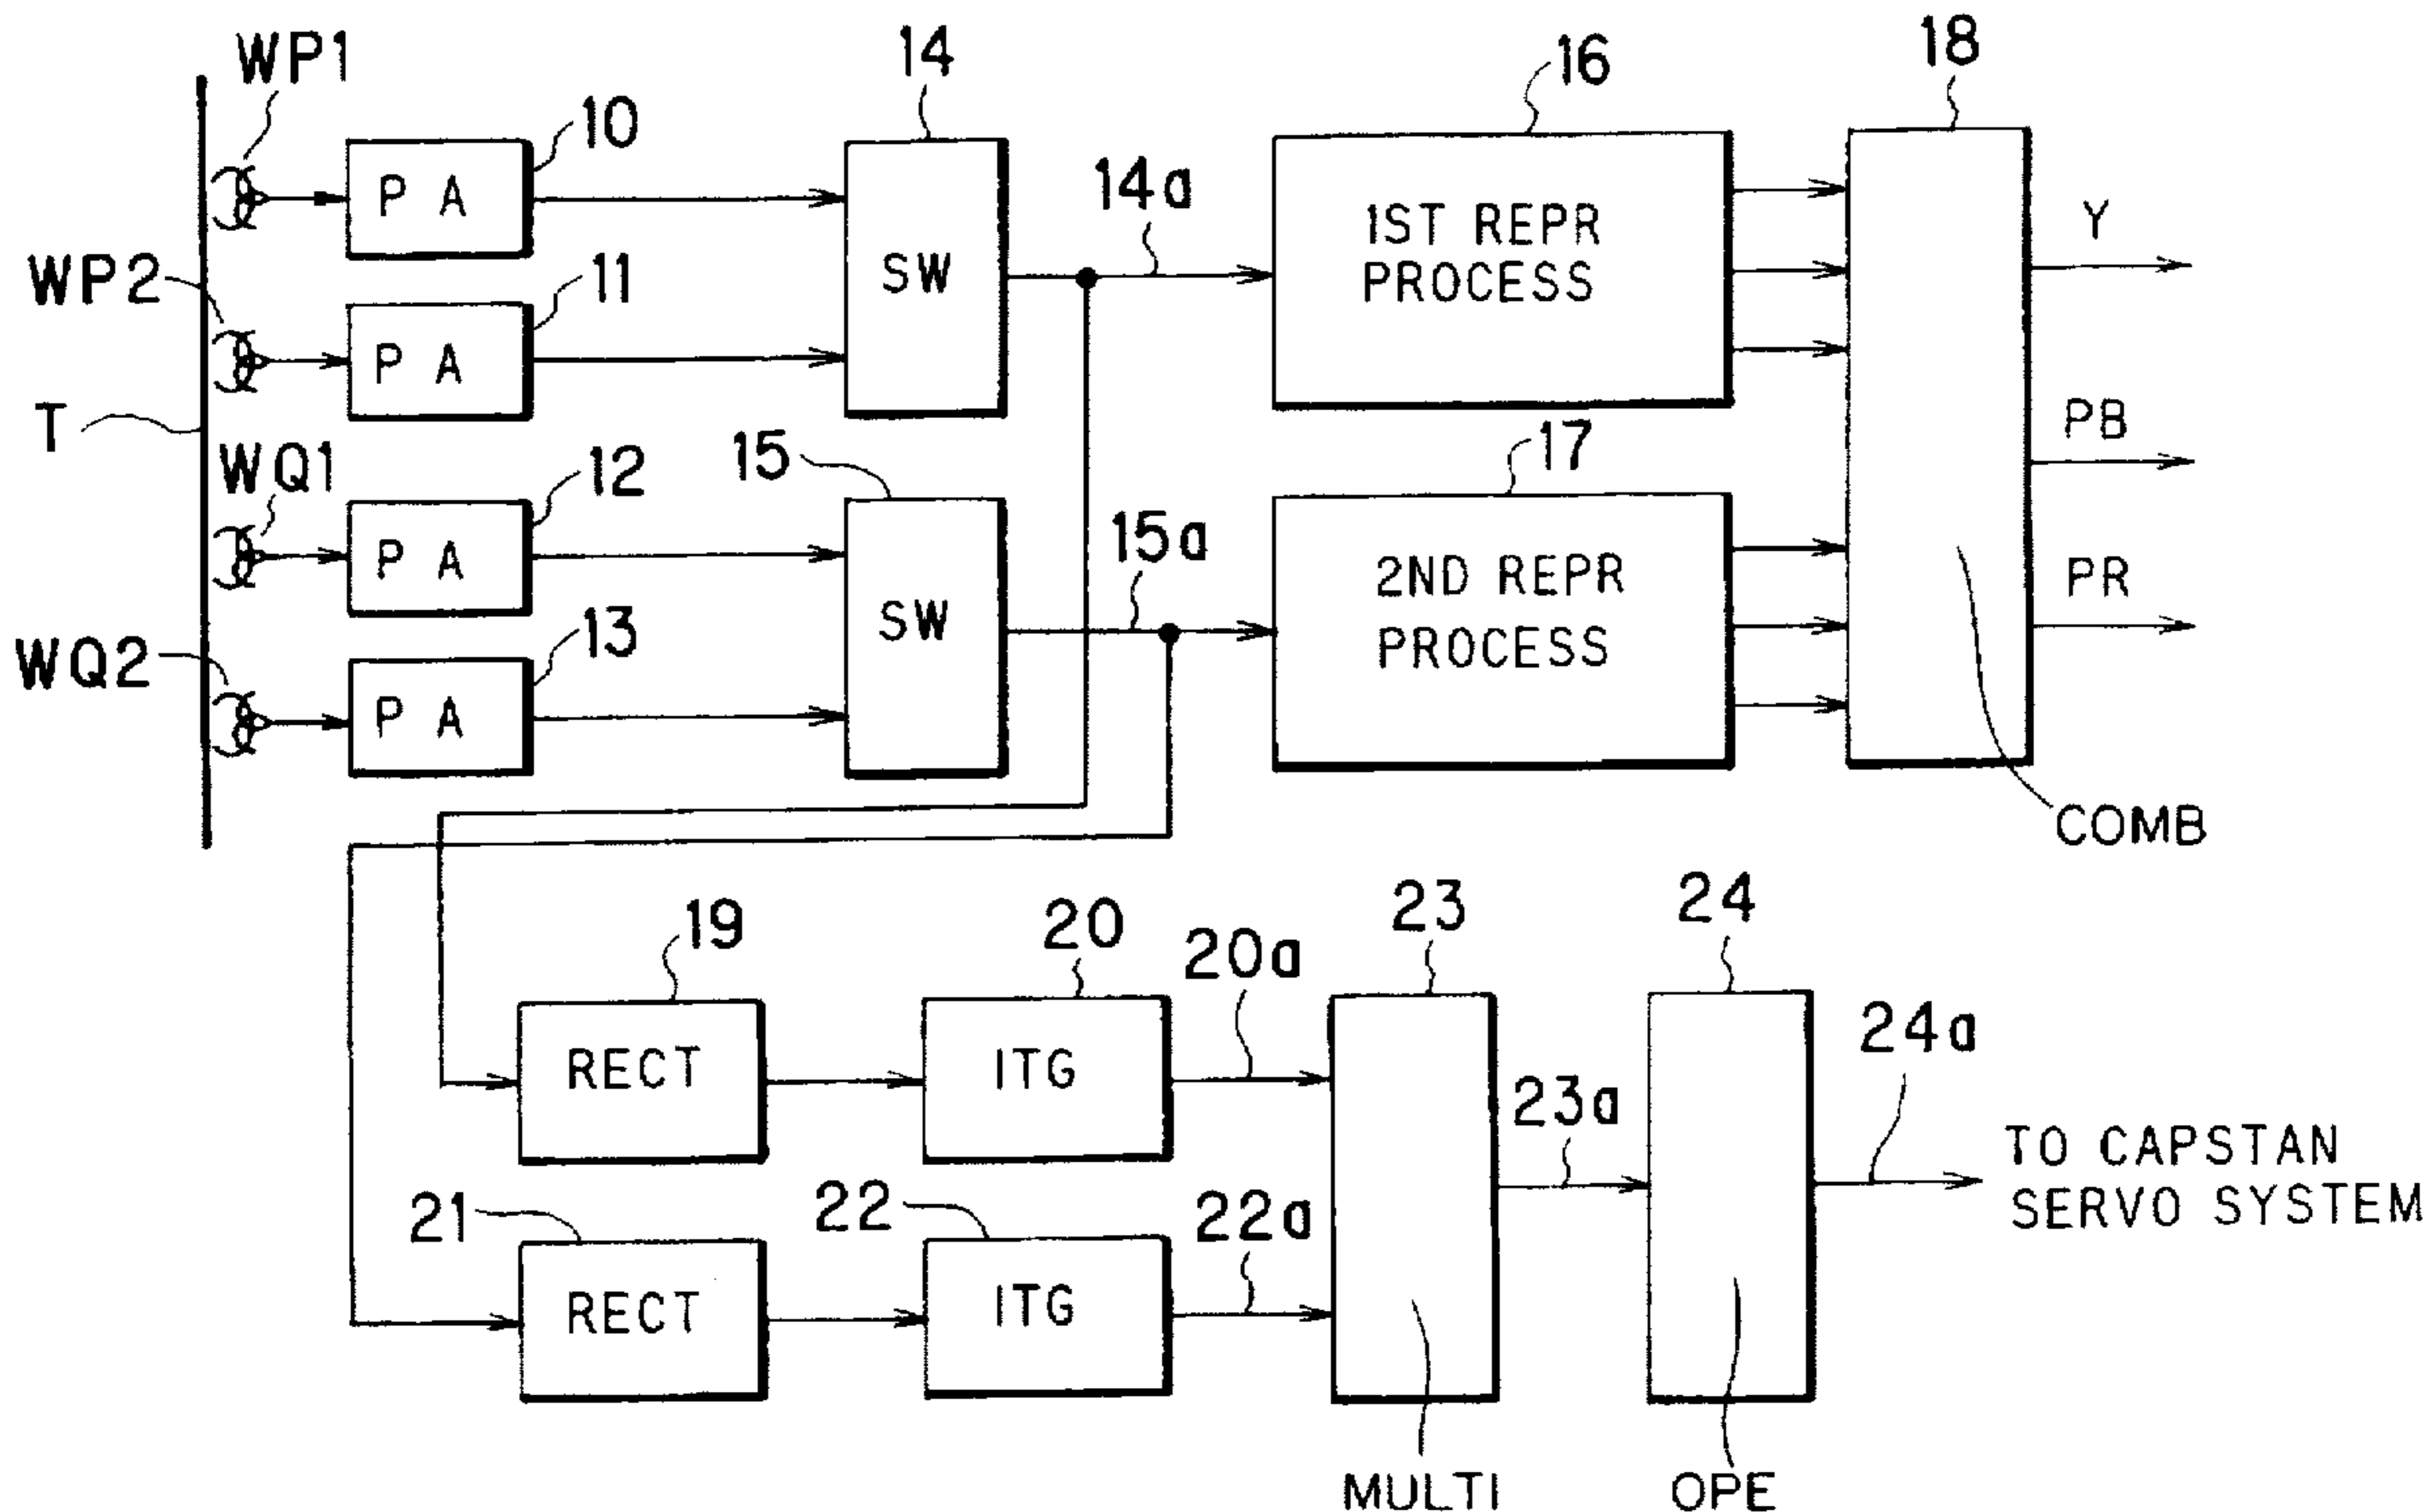 WP1
14
16
18
10
P A
14a
1ST REPR
PROCESS
Y
WP2
11
SW
P A
T
PB
WQ1
12
15
17
P A
15a
2ND REPR
PROCESS
PR
WQ2
13
SW
P A
COMB
19
20
20a
23
24
24a
RECT
ITG
23a
TO CAPSTAN
SERVO SYSTEM
21
22
22a
RECT
ITG
MULTI
OPE